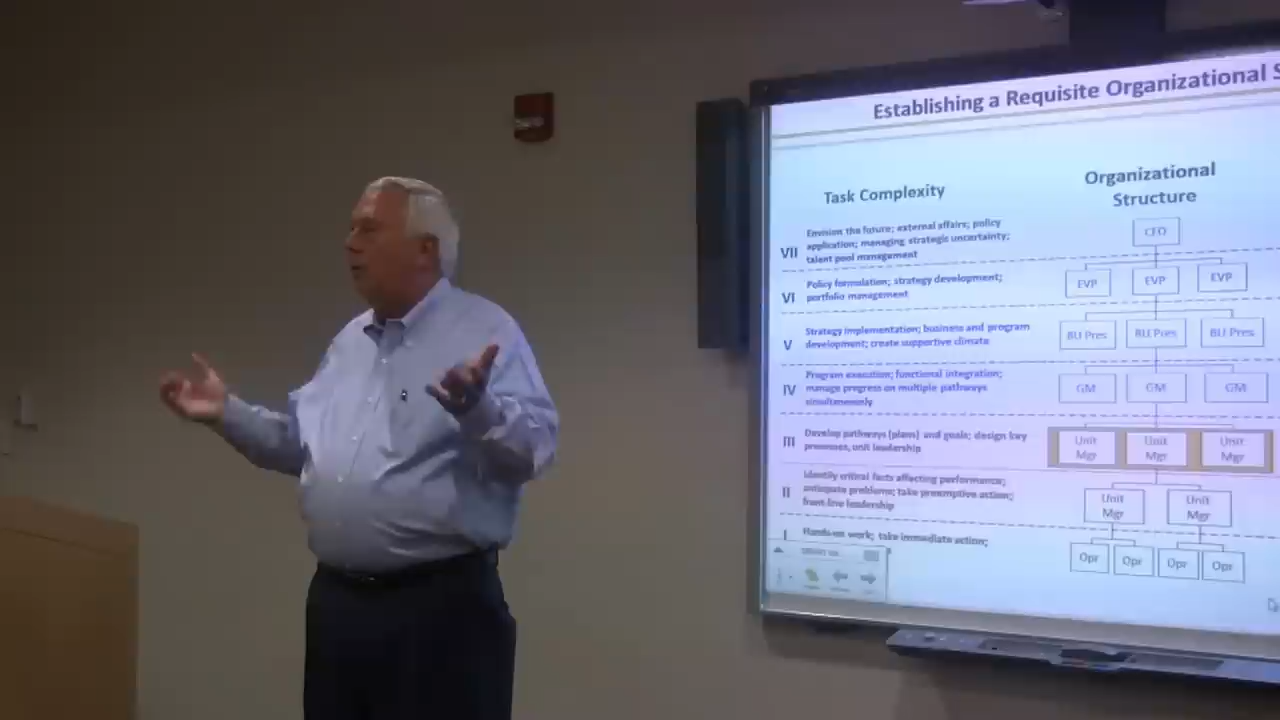 Establishing a Requisite Organizational S
Task Complexity
Organizational
Structure
VII
Envision the future; external affairs; policy
application; managing strategic uncertainty;
talent pool management
CEO
VI
Policy formulation; strategy development;
portfolio management
EVP
EVP
EVP
V
Strategy implementation; business and program
development; create supportive climate
BU Pres
BU Pres
BU Pres
IV
Program execution; functional integration;
manage progress on multiple pathways
simultaneously
GM
GM
GM
III
Develop pathways (plans) and goals; design key
processes, unit leadership
Unit
Mgr
Unit
Mgr
Unit
Mgr
II
Identify critical facts affecting performance;
anticipate problems; take preemptive action;
front-line leadership
Unit
Mgr
Unit
Mgr
I
Hands-on work; take immediate action;
Opr
Opr
Opr
Opr